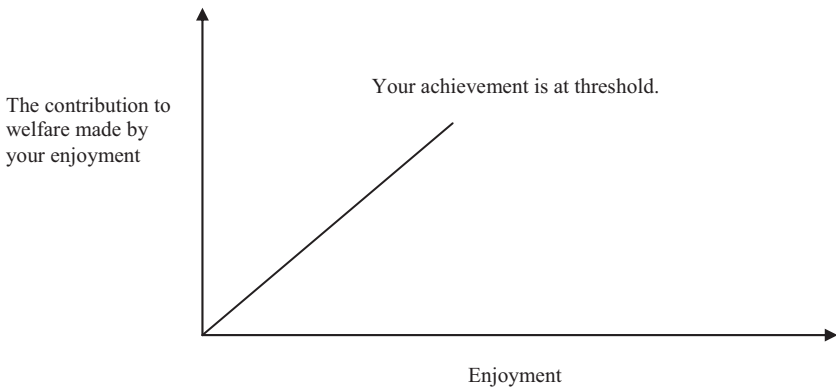 Your achievement is at threshold.
The contribution to
welfare made by
your enjoyment
Enjoyment